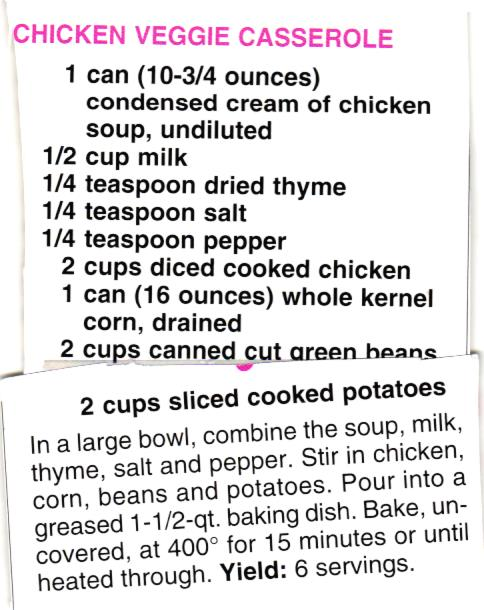 CHICKEN VEGGIE CASSEROLE
1 can (10-3/4 ounces)
condensed cream of chicken
soup, undiluted
1/2 cup milk
1/4 teaspoon dried thyme
1/4 teaspoon salt
1/4 teaspoon pepper
2 cups diced cooked chicken
1 can (16 ounces) whole kernel
corn, drained
2 cups canned cut green beans
2 cups sliced cooked potatoes
In a large bowl, combine the soup, milk,
thyme, salt and pepper. Stir in chicken,
corn, beans and potatoes. Pour into a
greased 1-1/2-qt. baking dish. Bake, un-
covered, at 400° for 15 minutes or until
heated through. Yield: 6 servings.